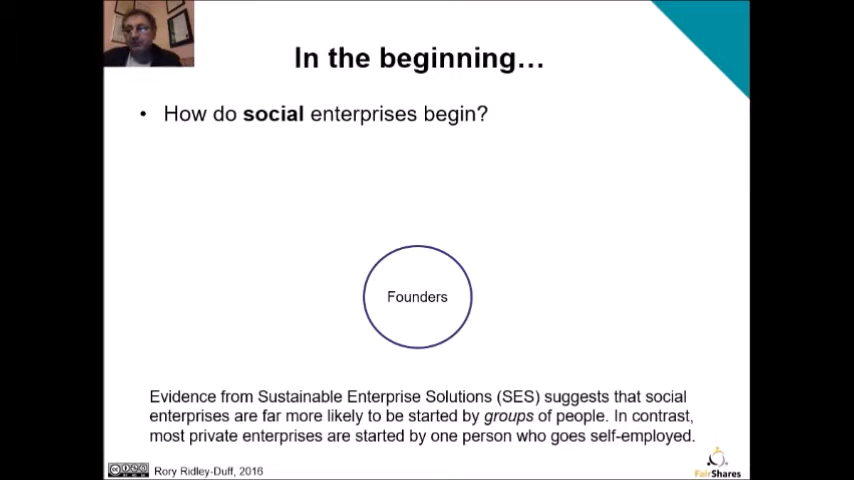 In the beginning…
• How do social enterprises begin?
Founders
Evidence from Sustainable Enterprise Solutions (SES) suggests that social
enterprises are far more likely to be started by groups of people. In contrast,
most private enterprises are started by one person who goes self-employed.
Rory Ridley-Duff, 2016
FairShares